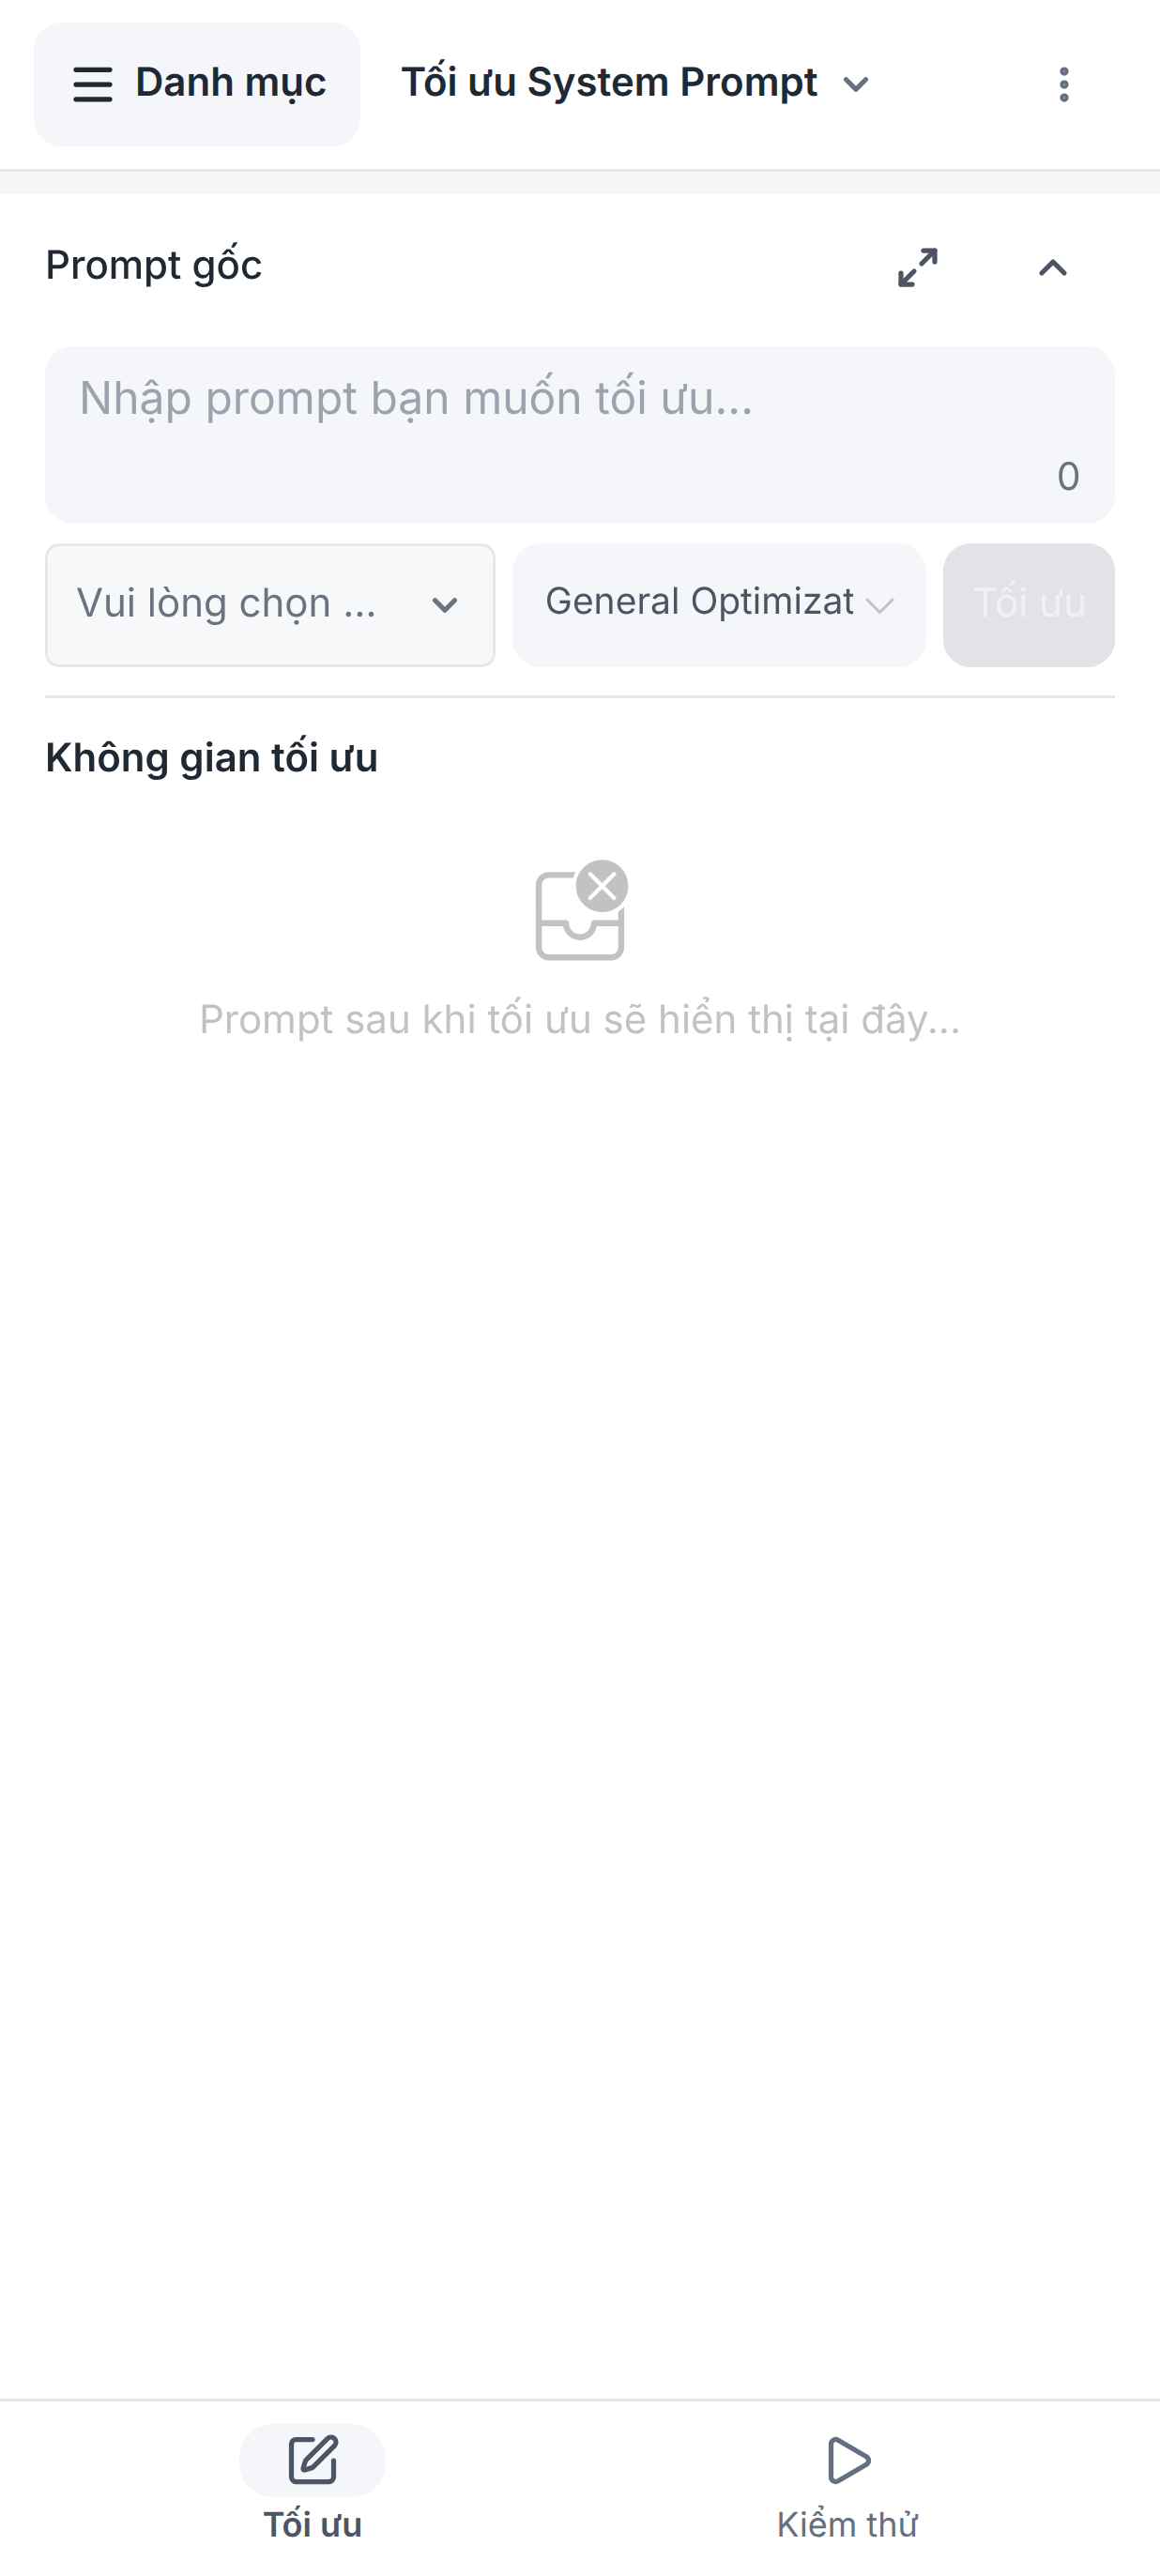 Danh mục
Tối ưu System Prompt
Prompt gốc
Nhập prompt bạn muốn tối ưu...
0
Vui lòng chọn ...
General Optimizat
Tối ưu
Không gian tối ưu
Prompt sau khi tối ưu sẽ hiển thị tại đây...
Tối ưu
Kiểm thử